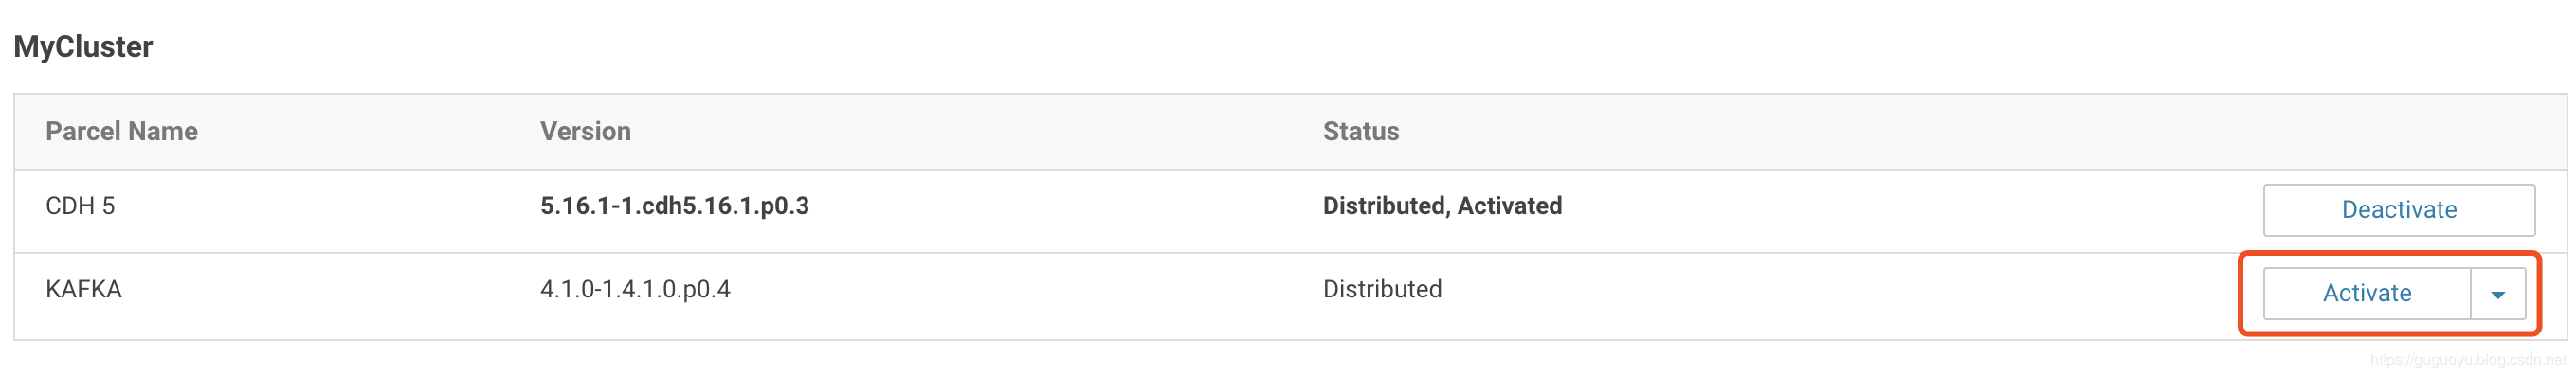 MyCluster
Parcel Name Version Status
CDH 5 5.16.1-1.cdh5.16.1.p0.3 Distributed, Activated Deactivate
KAFKA 4.1.0-1.4.1.0.p0.4 Distributed Activate
https://guguoyu.blog.csdn.net